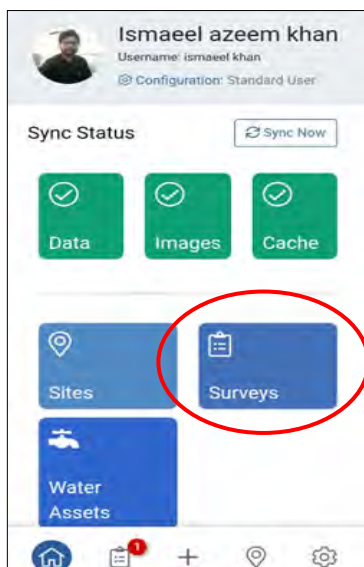 Ismaeel azeem khan
Username: ismaeel khan
Configuration: Standard User
Sync Status
Sync Now
Data
Images
Cache
Sites
Surveys
Water
Assets
1